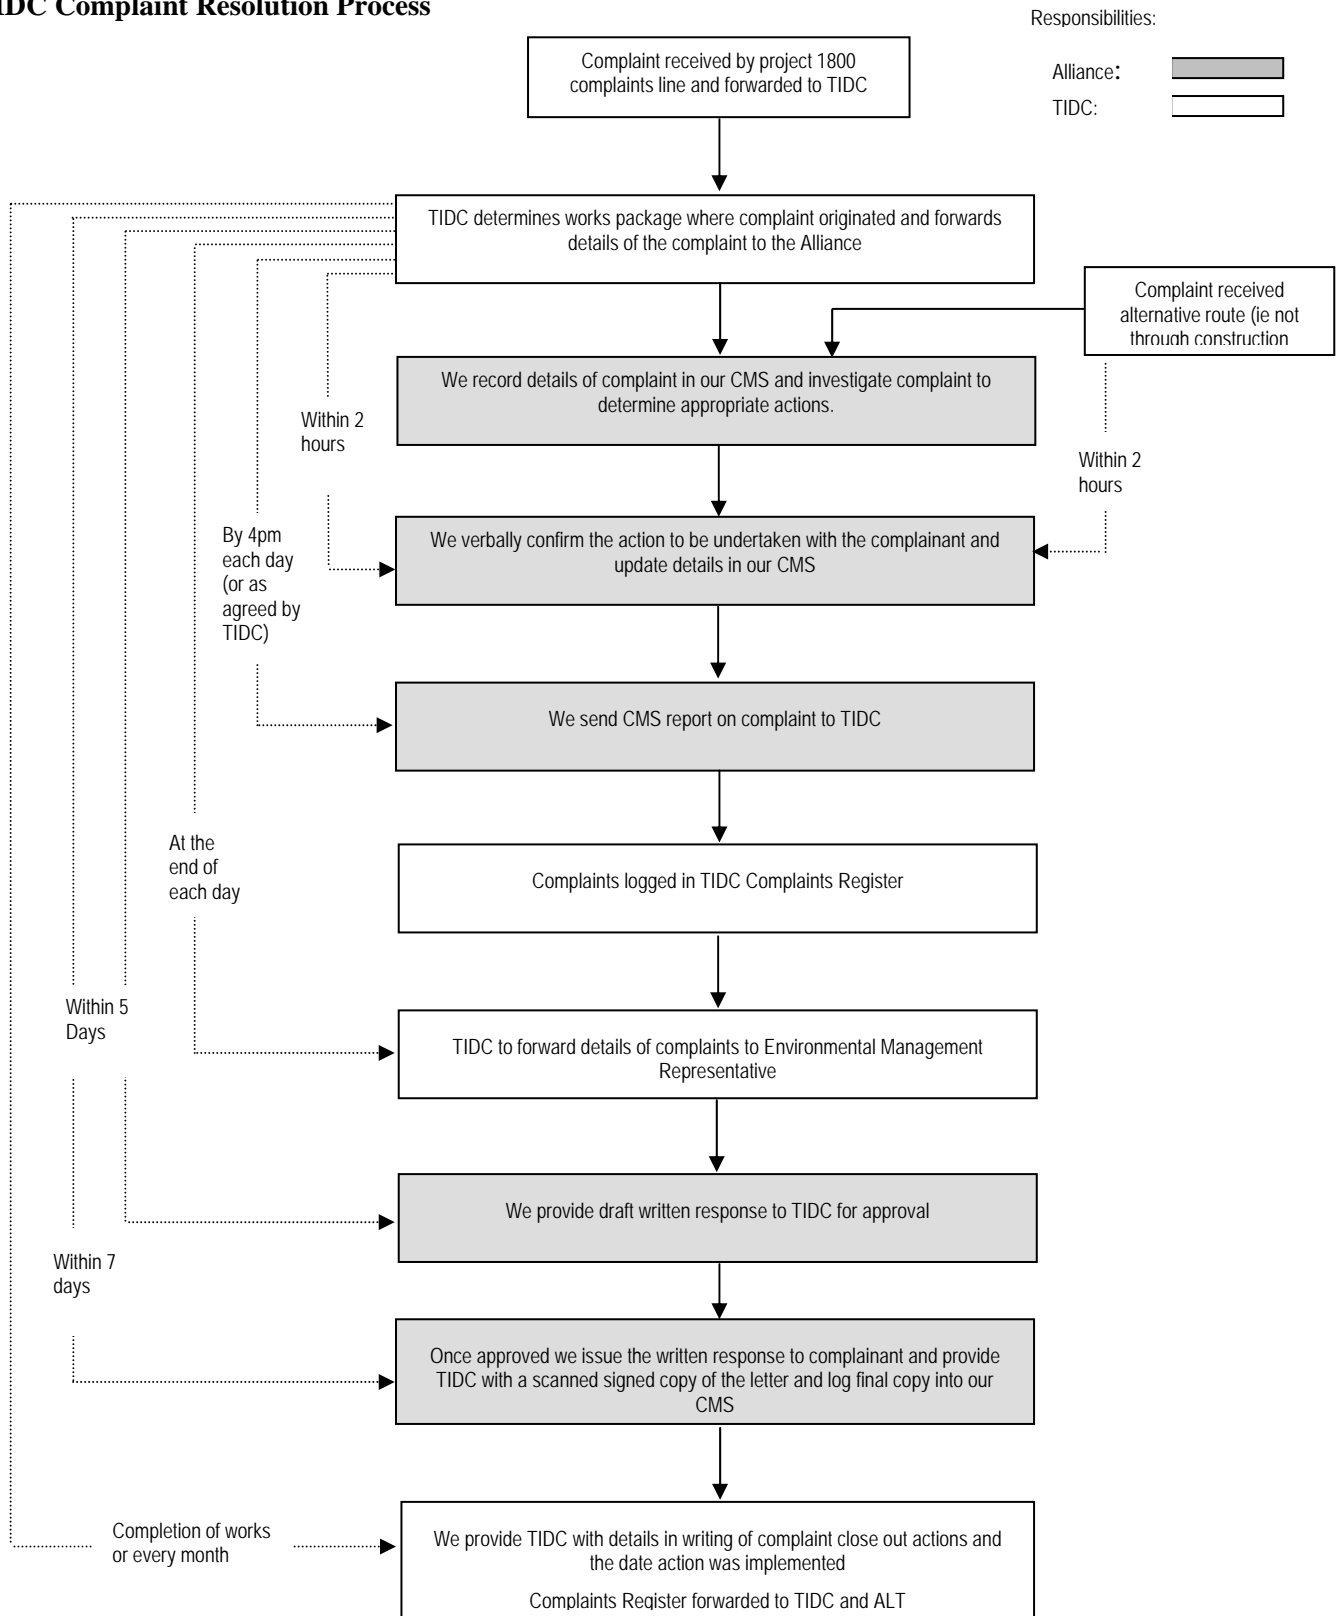 TIDC Complaint Resolution Process
Responsibilities:
Alliance:
TIDC:
Complaint received by project 1800
complaints line and forwarded to TIDC
TIDC determines works package where complaint originated and forwards
details of the complaint to the Alliance
Complaint received
alternative route (ie not
through construction
We record details of complaint in our CMS and investigate complaint to
determine appropriate actions.
Within 2
hours
Within 2
hours
We verbally confirm the action to be undertaken with the complainant and
update details in our CMS
By 4pm
each day
(or as
agreed by
TIDC)
We send CMS report on complaint to TIDC
At the
end of
each day
Complaints logged in TIDC Complaints Register
Within 5
Days
TIDC to forward details of complaints to Environmental Management
Representative
We provide draft written response to TIDC for approval
Within 7
days
Once approved we issue the written response to complainant and provide
TIDC with a scanned signed copy of the letter and log final copy into our
CMS
Completion of works
or every month
We provide TIDC with details in writing of complaint close out actions and
the date action was implemented
Complaints Register forwarded to TIDC and ALT